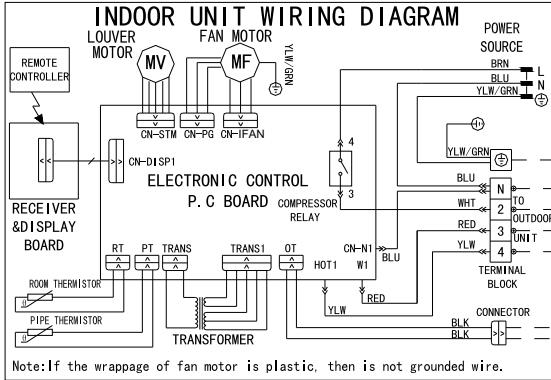 INDOOR UNIT WIRING DIAGRAM
LOUVER
MOTOR
FAN MOTOR
POWER
SOURCE
REMOTE
CONTROLLER
MV
MF
YLW/GRN
BRN
BLU
YLW/GRN
L
N
CN-STM
CN-PG
CN-IFAN
CN-DISP1
4
3
YLW/GRN
ELECTRONIC CONTROL
P.C BOARD
COMPRESSOR
RELAY
BLU
WHT
RED
YLW
N
2
3
4
TO
OUTDOOR
UNIT
TERMINAL
BLOCK
RECEIVER
&DISPLAY
BOARD
RT
PT
TRANS
TRANS1
OT
CN-N1
BLU
HOT1
W1
RED
YLW
ROOM THERMISTOR
PIPE THERMISTOR
TRANSFORMER
BLK
BLK
CONNECTOR
Note:If the wrappage of fan motor is plastic, then is not grounded wire.